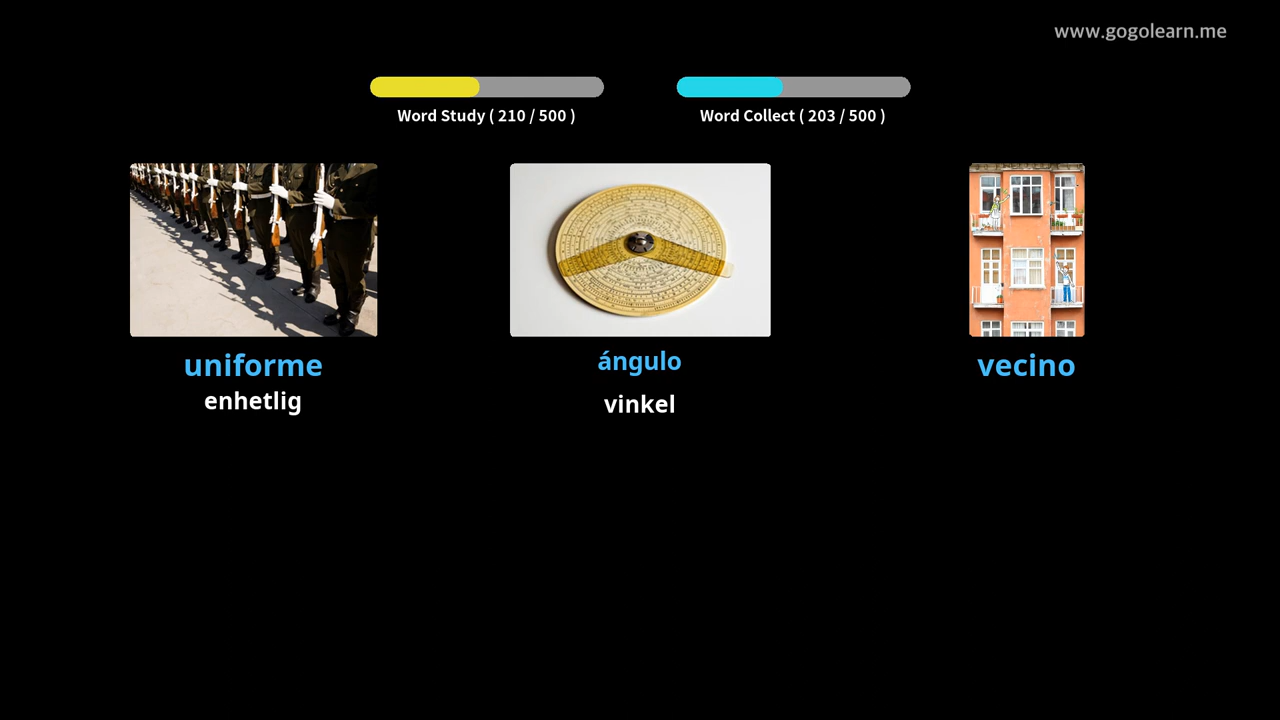 www.gogolearn.me
Word Study ( 210 / 500 )
Word Collect ( 203 / 500 )
uniforme
ángulo
vecino
enhetlig
vinkel